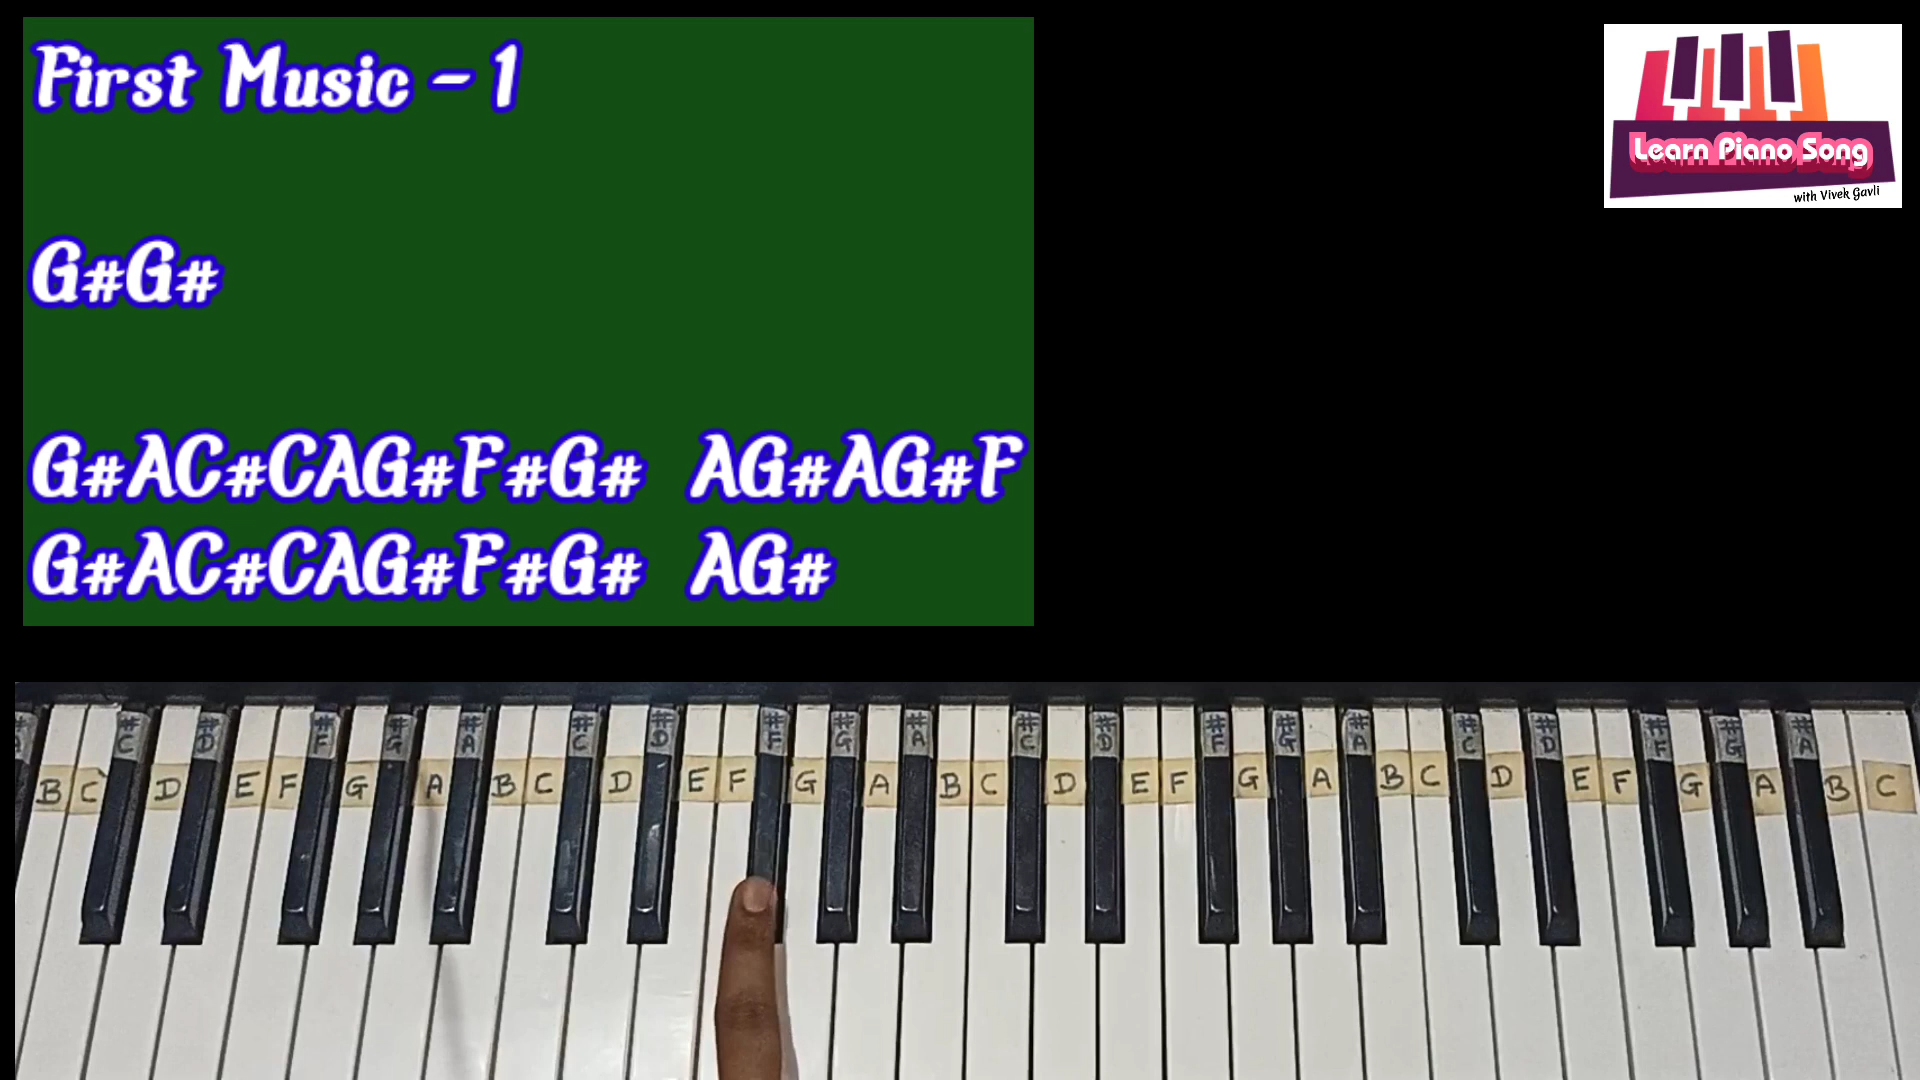 First Music - 1
G#G#
G#AC#CAG#F#G# AG#AG#F
G#AC#CAG#F#G# AG#
Learn Piano Song
with Vivek Gavli
#C #D #F #G #A #C #D #F #G #A #C #D #F #G #A #C #D #F #G #A
B C D E F G A B C D E F G A B C D E F G A B C D E F G A B C